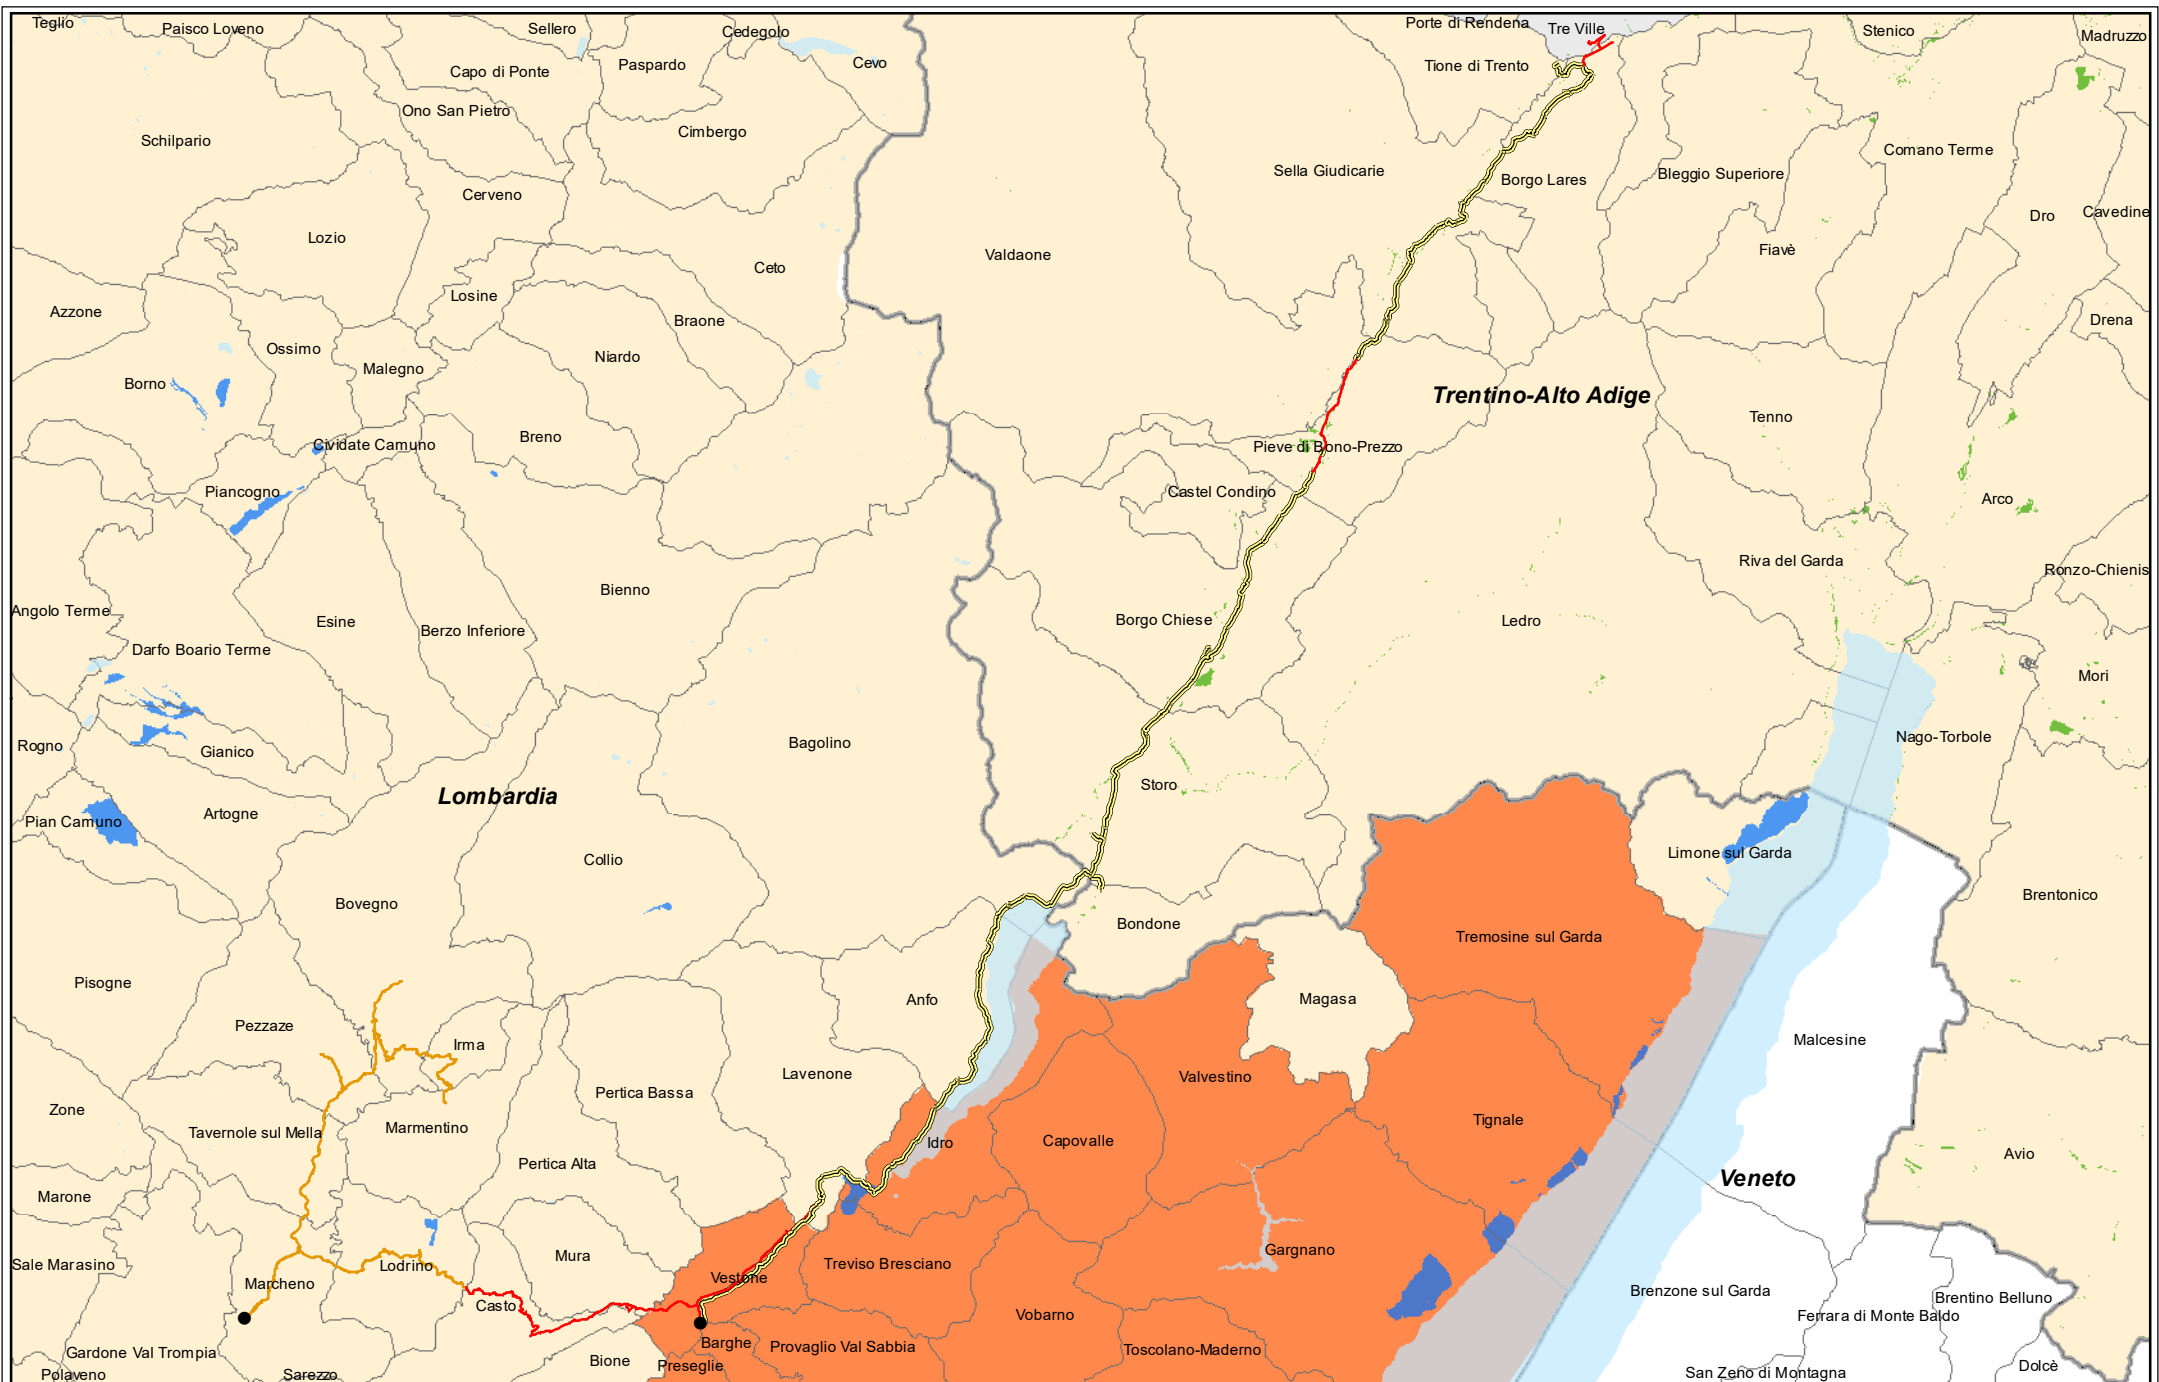 Teglio
Paisco Loveno
Sellero
Cedegolo
Porte di Rendena
Tre Ville
Stenico
Madruzzo
Capo di Ponte
Paspardo
Cevo
Tione di Trento
Ono San Pietro
Cimbergo
Schilpario
Comano Terme
Sella Giudicarie
Borgo Lares
Bleggio Superiore
Cerveno
Dro
Cavedine
Lozio
Fiavè
Valdaone
Ceto
Losine
Azzone
Braone
Drena
Ossimo
Niardo
Malegno
Borno
Trentino-Alto Adige
Tenno
Breno
Cividate Camuno
Pieve di Bono-Prezzo
Piancogno
Castel Condino
Arco
Riva del Garda
Ronzo-Chienis
Bienno
Angolo Terme
Esine
Berzo Inferiore
Borgo Chiese
Ledro
Darfo Boario Terme
Mori
Rogno
Gianico
Bagolino
Nago-Torbole
Storo
Lombardia
Artogne
Pian Camuno
Collio
Limone sul Garda
Bovegno
Brentonico
Bondone
Tremosine sul Garda
Pisogne
Anfo
Magasa
Pezzaze
Irma
Malcesine
Lavenone
Valvestino
Pertica Bassa
Zone
Tavernole sul Mella
Marmentino
Tignale
Idro
Capovalle
Avio
Pertica Alta
Veneto
Marone
Gargnano
Mura
Sale Marasino
Lodrino
Treviso Bresciano
Vestone
Marcheno
Brenzone sul Garda
Brentino Belluno
Casto
Vobarno
Ferrara di Monte Baldo
Barghe
Provaglio Val Sabbia
Toscolano-Maderno
Gardone Val Trompia
Bione
Preseglie
Dolcè
Polaveno
Sarezzo
San Zeno di Montagna